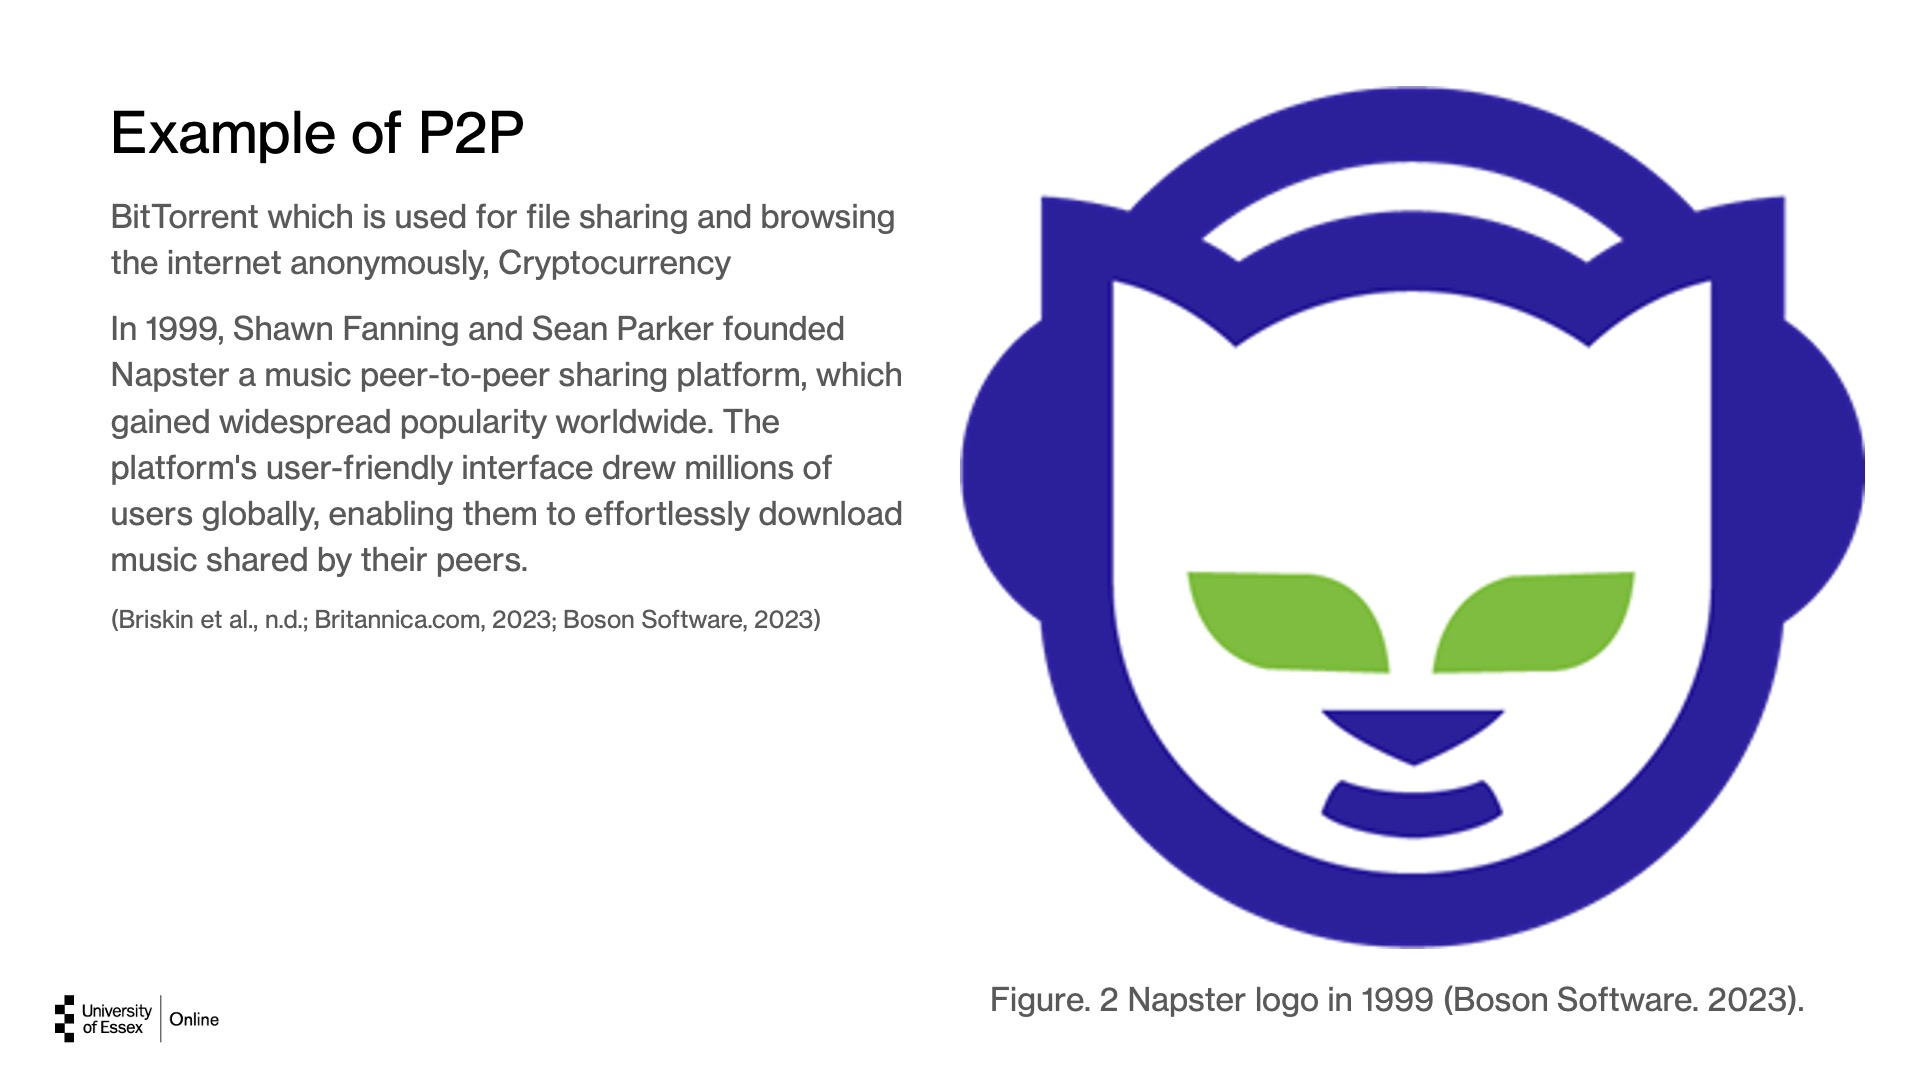 Example of P2P
BitTorrent which is used for file sharing and browsing
the internet anonymously, Cryptocurrency
In 1999, Shawn Fanning and Sean Parker founded
Napster a music peer-to-peer sharing platform, which
gained widespread popularity worldwide. The
platform's user-friendly interface drew millions of
users globally, enabling them to effortlessly download
music shared by their peers.
(Briskin et al., n.d.; Britannica.com, 2023; Boson Software, 2023)
Figure. 2 Napster logo in 1999 (Boson Software. 2023).
University
of Essex
Online